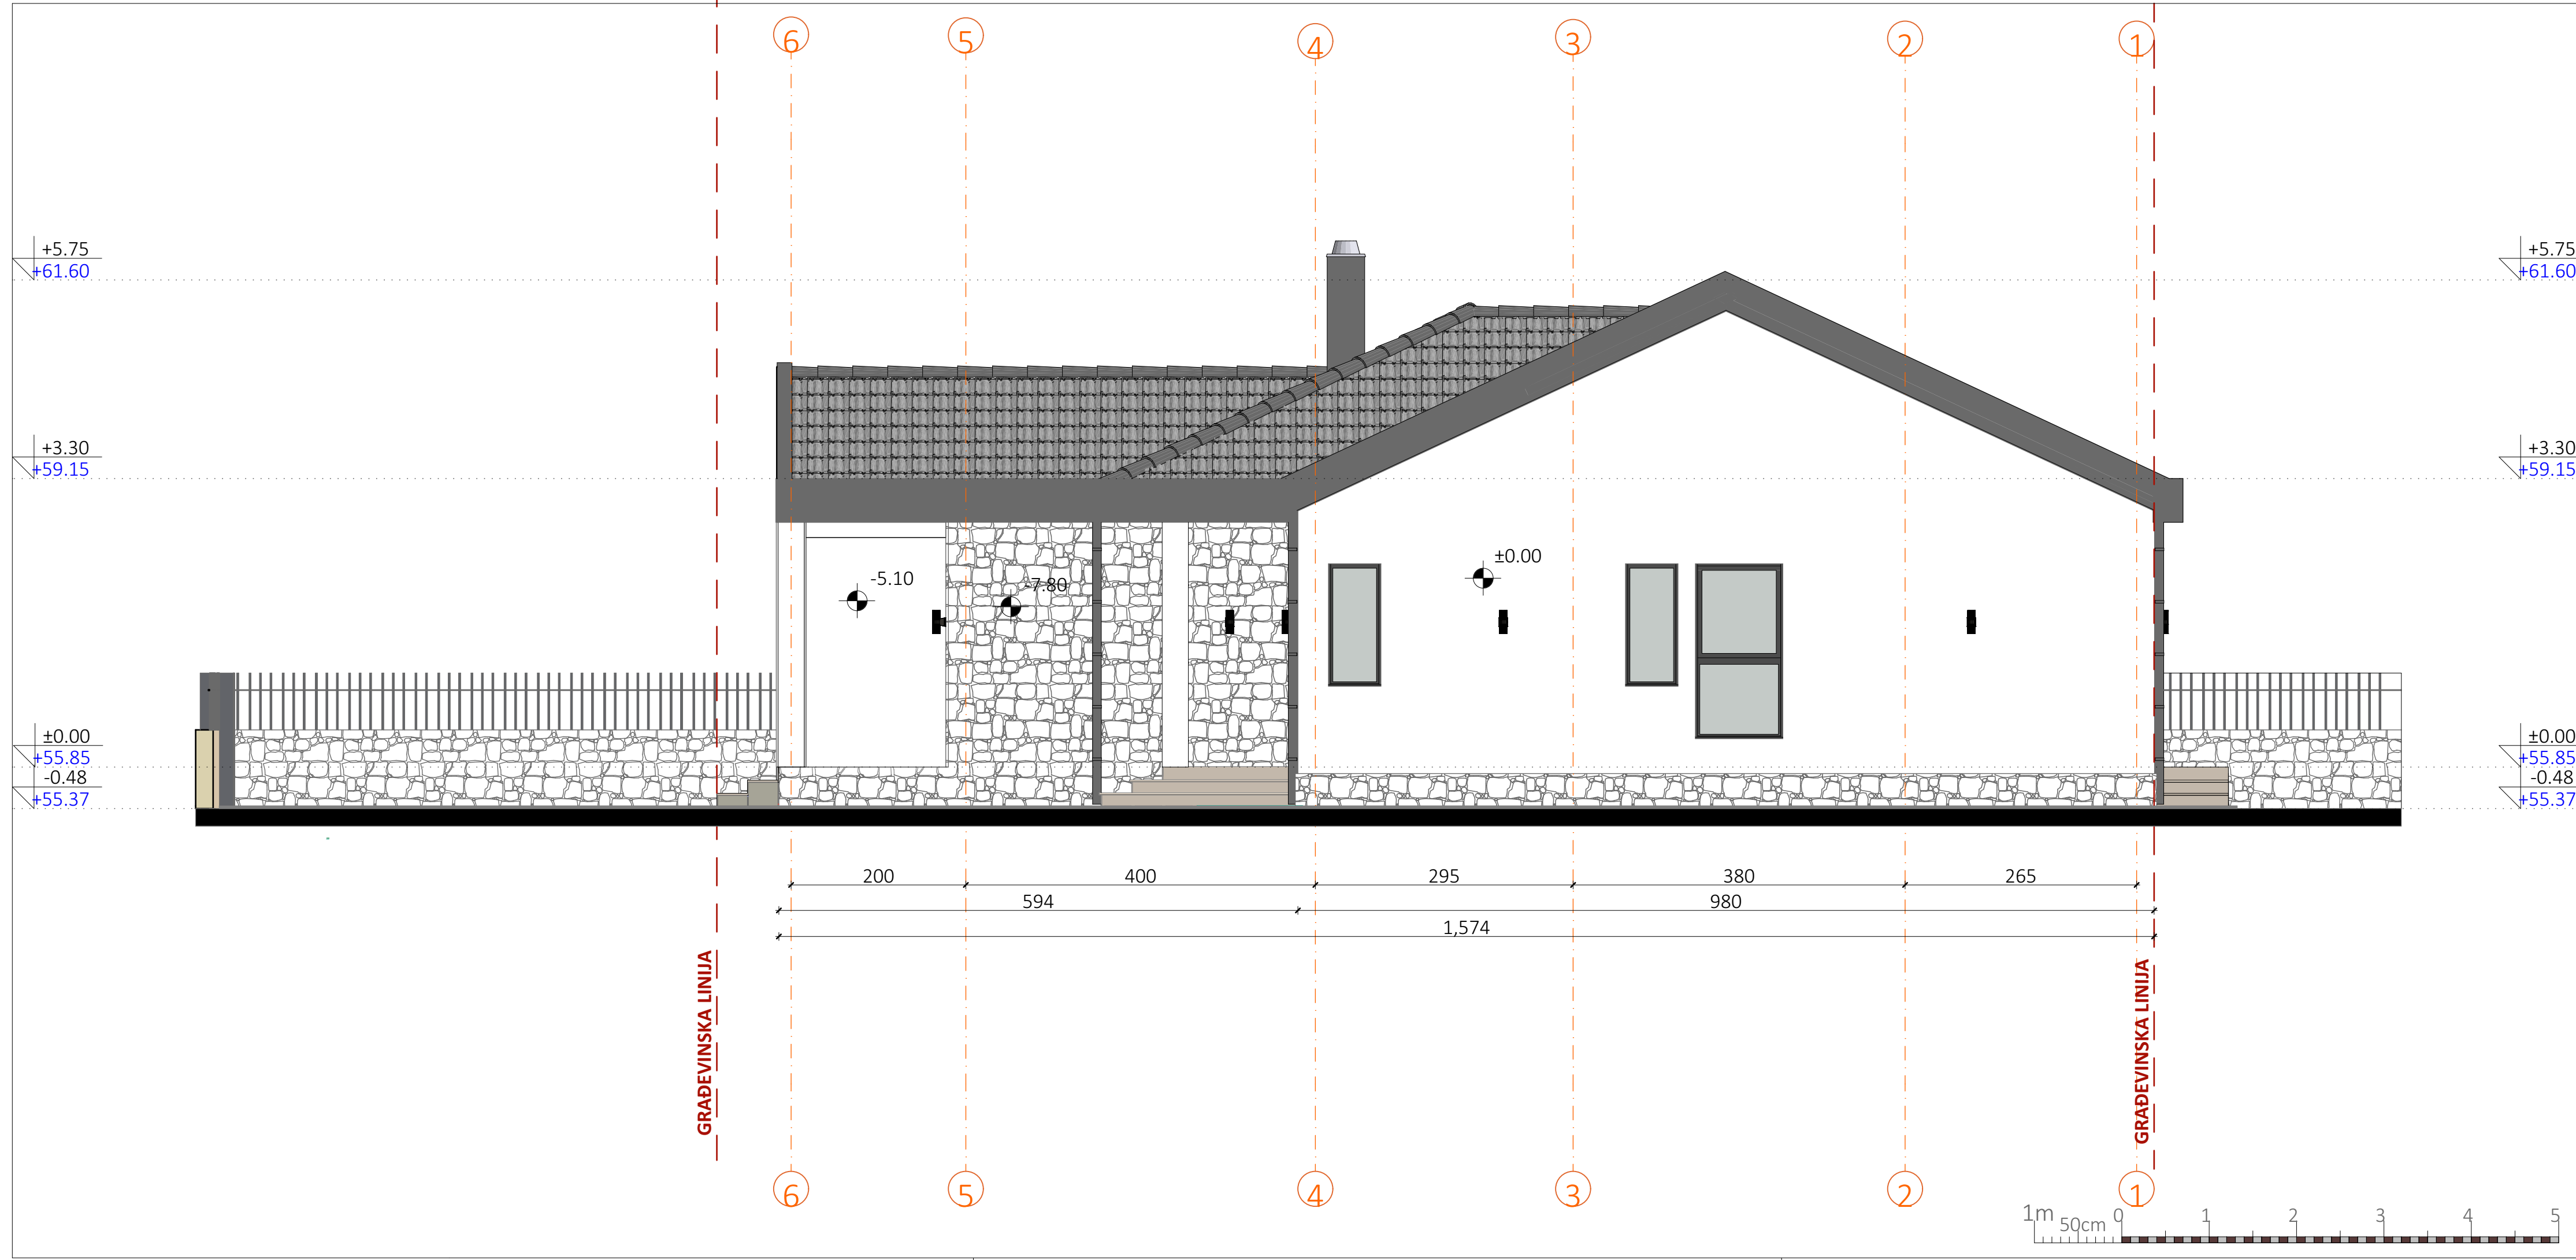 6 5 4 3 2 1
+5.75 +5.75
+61.60 +61.60
+3.30 +3.30
+59.15 +59.15
±0.00
-5.10 -7.80
±0.00 ±0.00
+55.85 +55.85
-0.48 -0.48
+55.37 +55.37
200 400 295 380 265
594 980
1,574
GRAĐEVINSKA LINIJA GRAĐEVINSKA LINIJA
6 5 4 3 2 1
1m 50cm 0 1 2 3 4 5